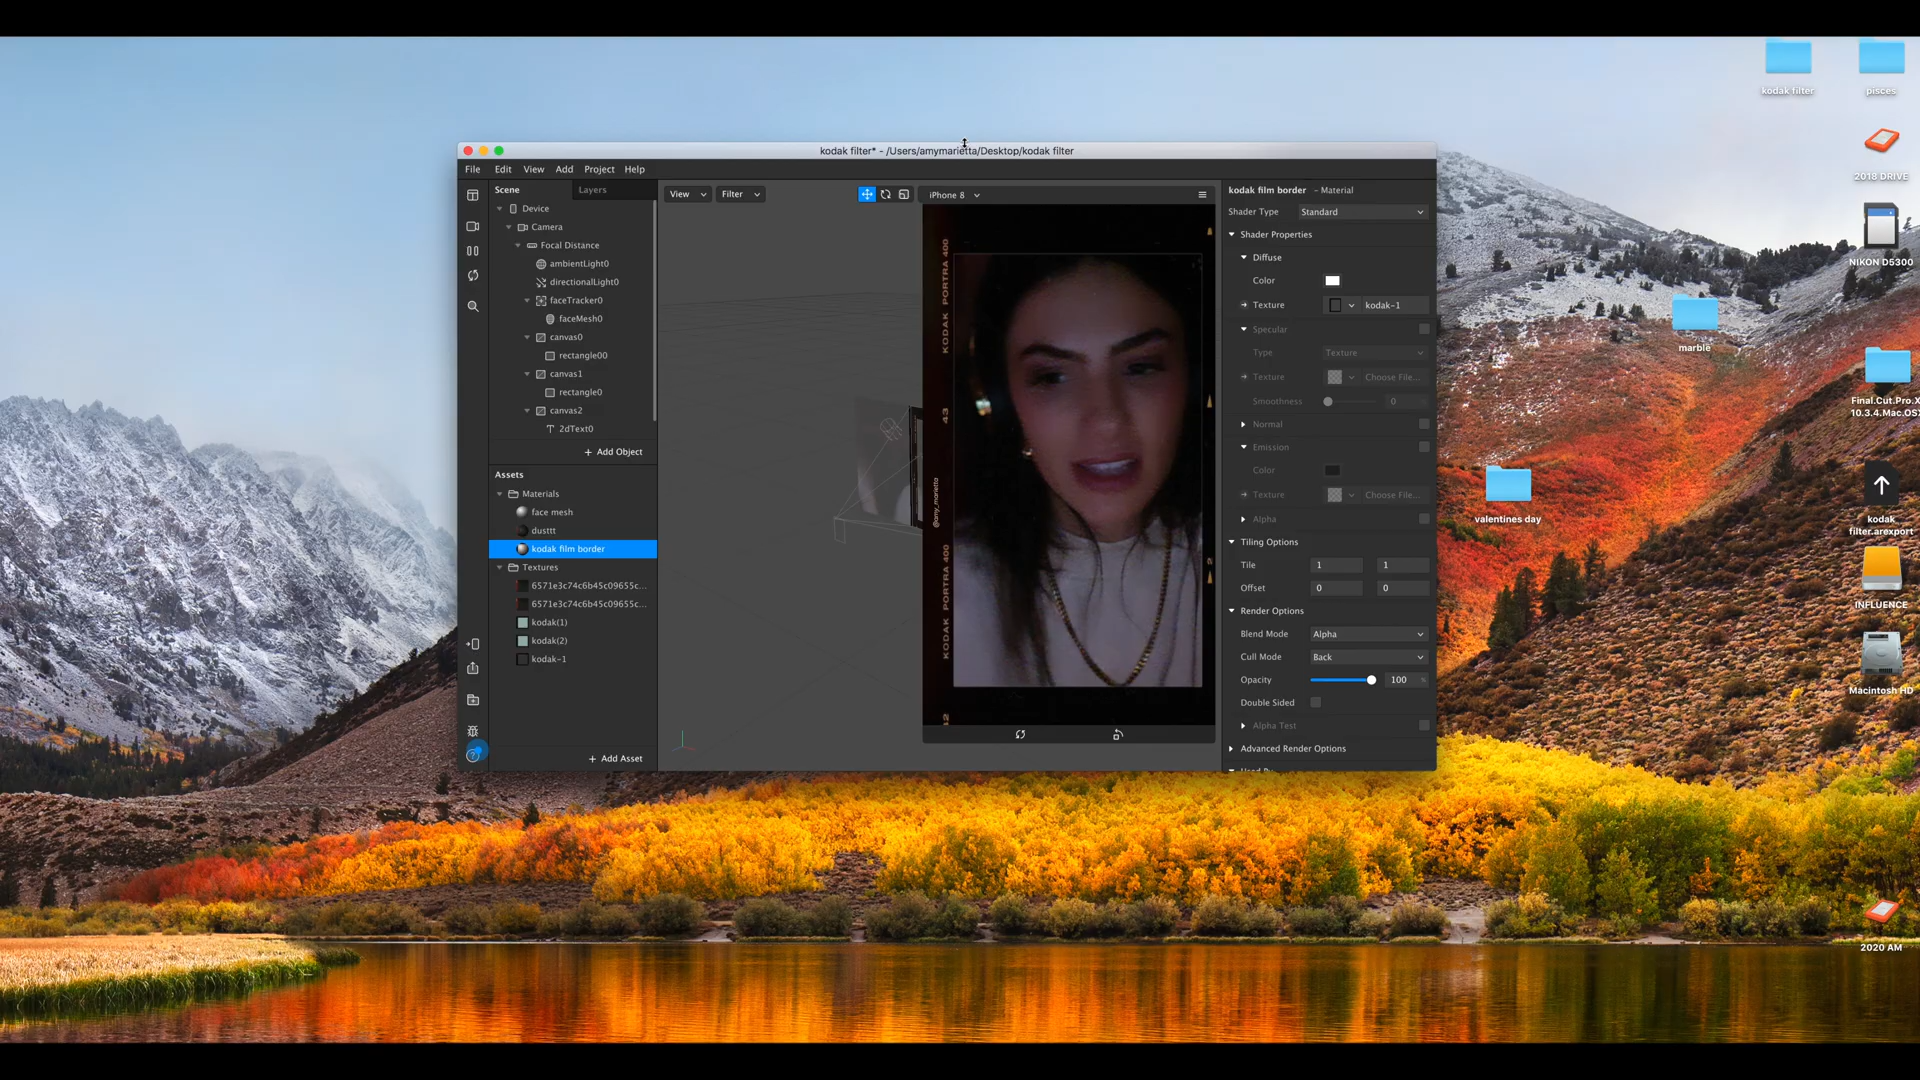 kodak filter* - /Users/amymarietta/Desktop/kodak filter
File Edit View Add Project Help
Scene
Layers
Device
Camera
Focal Distance
ambientLight0
directionalLight0
faceTracker0
faceMesh0
canvas0
rectangle00
canvas1
rectangle0
canvas2
2dText0
+ Add Object
Assets
Materials
face mesh
dusttt
kodak film border
Textures
6571e3c74c6b45c09655c...
6571e3c74c6b45c09655c...
kodak(1)
kodak(2)
kodak-1
+ Add Asset
View
Filter
iPhone 8
KODAK PORTRA 400
43
@amy_marietta
KODAK PORTRA 400
42
2
kodak film border - Material
Shader Type Standard
Shader Properties
Diffuse
Color
Texture kodak-1
Specular
Type Texture
Texture Choose File...
Smoothness 0
Normal
Emission
Color
Texture Choose File...
Alpha
Tiling Options
Tile 1 1
Offset 0 0
Render Options
Blend Mode Alpha
Cull Mode Back
Opacity 100 %
Double Sided
Alpha Test
Advanced Render Options
kodak filter
pisces
2018 DRIVE
NIKON D5300
marble
Final.Cut.Pro.X
10.3.4.Mac.OSX
valentines day
kodak
filter.arexport
INFLUENCE
Macintosh HD
2020 AM